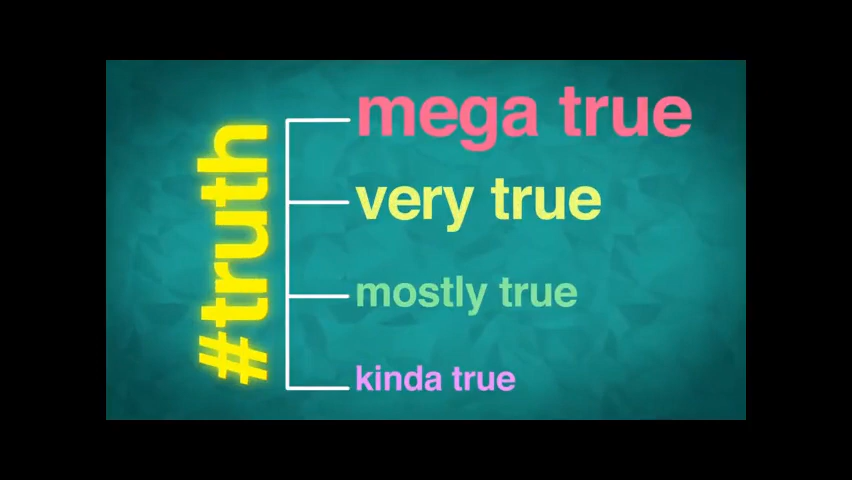 #truth
mega true
very true
mostly true
kinda true